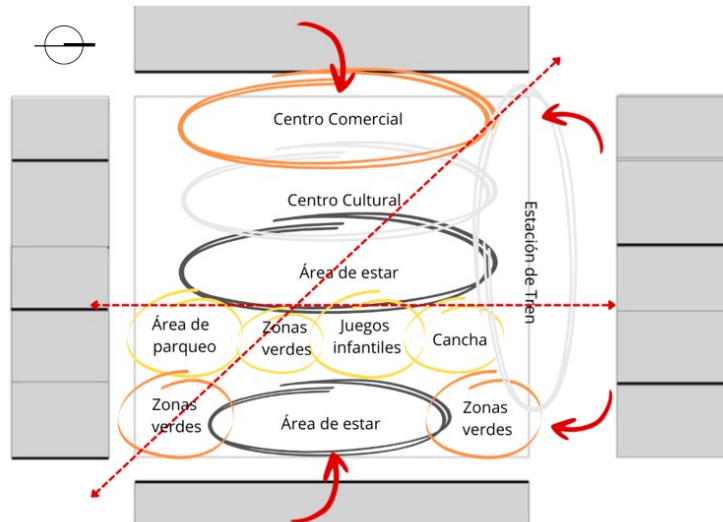 Centro Comercial
Centro Cultural
Estación de Tren
Área de estar
Área de
parqueo
Zonas
verdes
Juegos
infantiles
Cancha
Zonas
verdes
Área de estar
Zonas
verdes